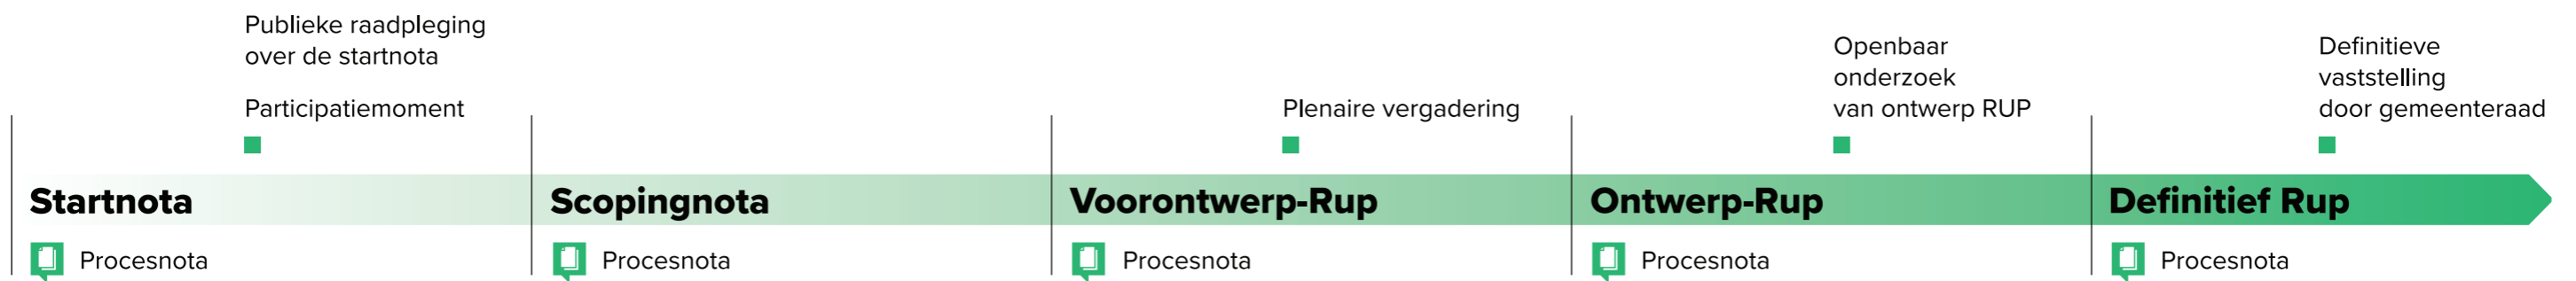 Publieke raadpleging
over de startnota
Participatiemoment
Plenaire vergadering
Openbaar
onderzoek
van ontwerp RUP
Definitieve
vaststelling
door gemeenteraad
Startnota
Scopingnota
Voorontwerp-Rup
Ontwerp-Rup
Definitief Rup
Procesnota
Procesnota
Procesnota
Procesnota
Procesnota